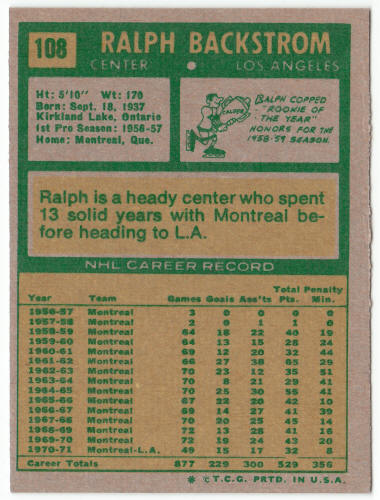 108
RALPH BACKSTROM
CENTER
LOS ANGELES
Ht: 5'10" Wt: 170
Born: Sept. 18, 1937
Kirkland Lake, Ontario
1st Pro Season: 1956-57
Home: Montreal, Que.
CALDER
RALPH COPPED
"ROOKIE OF
THE YEAR"
HONORS FOR THE
1958-59 SEASON.
Ralph is a heady center who spent
13 solid years with Montreal be-
fore heading to L.A.
NHL CAREER RECORD
Total Penalty
Year Team Games Goals Ass'ts Pts. Min.
1956-57 Montreal 3 0 0 0 0
1957-58 Montreal 2 0 1 1 0
1958-59 Montreal 64 18 22 40 19
1959-60 Montreal 64 13 15 28 24
1960-61 Montreal 69 12 20 32 44
1961-62 Montreal 66 27 38 65 29
1962-63 Montreal 70 23 12 35 51
1963-64 Montreal 70 8 21 29 41
1964-65 Montreal 70 25 30 55 41
1965-66 Montreal 67 22 20 42 10
1966-67 Montreal 69 14 27 41 39
1967-68 Montreal 70 20 25 45 14
1968-69 Montreal 72 13 28 41 16
1969-70 Montreal 72 19 24 43 20
1970-71 Montreal-L.A. 49 15 17 32 8
Career Totals 877 229 300 529 356
* ©T.C.G. PRTD. IN U.S.A.